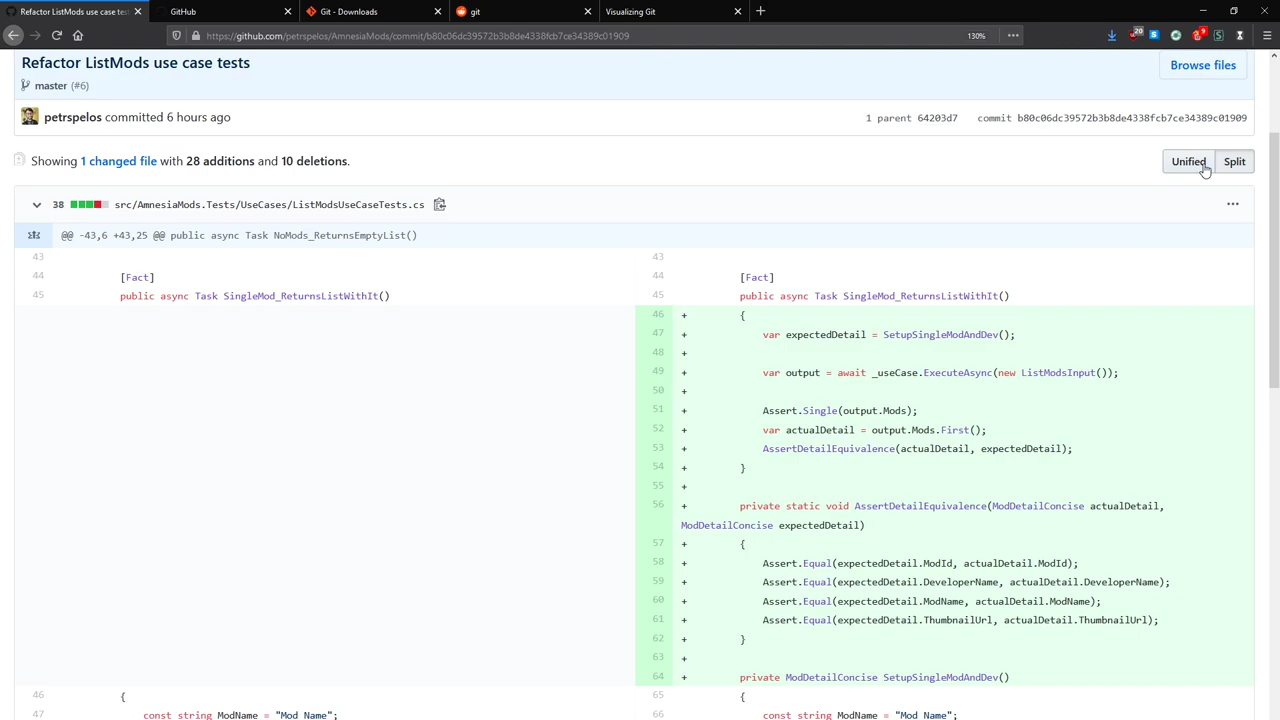 Refactor ListMods use case tests
GitHub
Git - Downloads
git
Visualizing Git
https://github.com/petrspelos/AmnesiaMods/commit/b80c06dc39572b3b8de4338fcb7ce34389c01909
130%
20
8
S
Refactor ListMods use case tests
Browse files
master (#6)
petrspelos committed 6 hours ago
1 parent 64203d7 commit b80c06dc39572b3b8de4338fcb7ce34389c01909
Showing 1 changed file with 28 additions and 10 deletions.
Unified Split
38 src/AmnesiaMods.Tests/UseCases/ListModsUseCaseTests.cs
@@ -43,6 +43,25 @@ public async Task NoMods_ReturnsEmptyList()
43 43
44 [Fact] 44 [Fact]
45 public async Task SingleMod_ReturnsListWithIt() 45 public async Task SingleMod_ReturnsListWithIt()
46 + {
47 + var expectedDetail = SetupSingleModAndDev();
48 +
49 + var output = await _useCase.ExecuteAsync(new ListModsInput());
50 +
51 + Assert.Single(output.Mods);
52 + var actualDetail = output.Mods.First();
53 + AssertDetailEquivalence(actualDetail, expectedDetail);
54 + }
55 +
56 + private static void AssertDetailEquivalence(ModDetailConcise actualDetail,
ModDetailConcise expectedDetail)
57 + {
58 + Assert.Equal(expectedDetail.ModId, actualDetail.ModId);
59 + Assert.Equal(expectedDetail.DeveloperName, actualDetail.DeveloperName);
60 + Assert.Equal(expectedDetail.ModName, actualDetail.ModName);
61 + Assert.Equal(expectedDetail.ThumbnailUrl, actualDetail.ThumbnailUrl);
62 + }
63 +
64 + private ModDetailConcise SetupSingleModAndDev()
46 { 65 {
47 const string ModName = "Mod Name"; 66 const string ModName = "Mod Name";